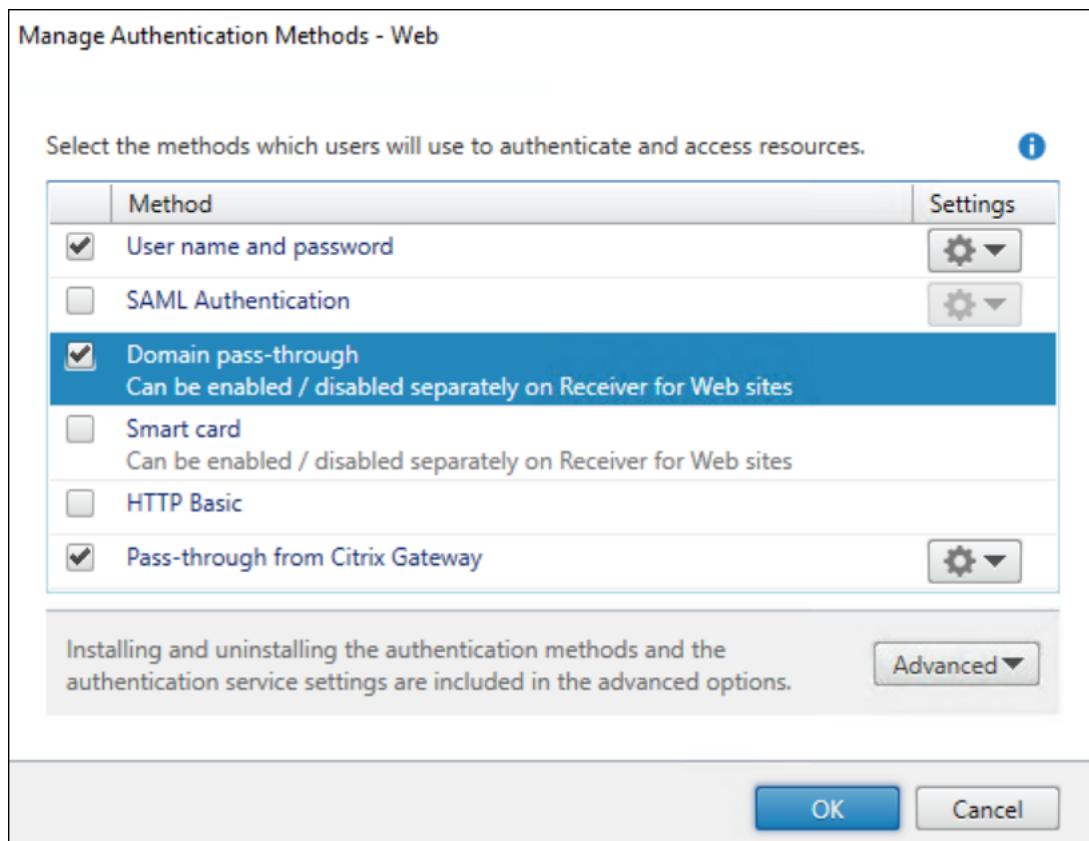 Manage Authentication Methods - Web
Select the methods which users will use to authenticate and access resources.
Method Settings
User name and password
SAML Authentication
Domain pass-through
Can be enabled / disabled separately on Receiver for Web sites
Smart card
Can be enabled / disabled separately on Receiver for Web sites
HTTP Basic
Pass-through from Citrix Gateway
Installing and uninstalling the authentication methods and the
authentication service settings are included in the advanced options.
Advanced
OK Cancel